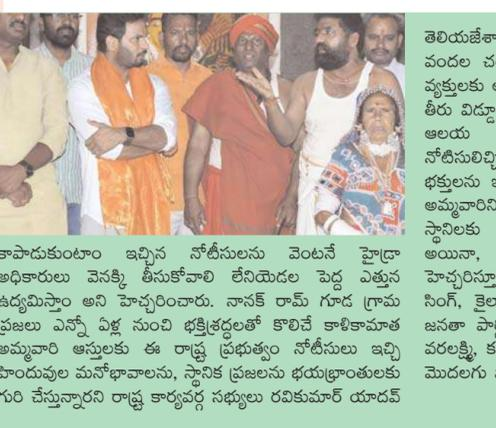 కాపాడుకుంటాం ఇచ్చిన నోటీసులను వెంటనే హైడ్రా
అధికారులు వెనక్కి తీసుకోవాలి లేనియెడల పెద్ద ఎత్తున
ఉద్యమిస్తాం అని హెచ్చరించారు. నానక్ రామ్ గూడ గ్రామ
ప్రజలు ఎన్నో ఏళ్ల నుంచి భక్తిశ్రద్ధలతో కొలిచే కాళికామాత
అమ్మవారి ఆస్తులకు ఈ రాష్ట్ర ప్రభుత్వం నోటీసులు ఇచ్చి
హిందువుల మనోభావాలను, స్థానిక ప్రజలను భయభ్రాంతులకు
గురి చేస్తున్నారని రాష్ట్ర కార్యవర్గ సభ్యులు రవికుమార్ యాదవ్
తెలియజేశా
వందల
వ్యక్తులకు
తీరు
ఆలయ
నోటిసులిచ్చి
భక్తులను
అమ్మవారిని
స్థానిలకు
అయినా,
హెచ్చరిస్తూ
సింగ్, కైల
జనతా పార్
వరలక్ష్మి, క
మొదలగు